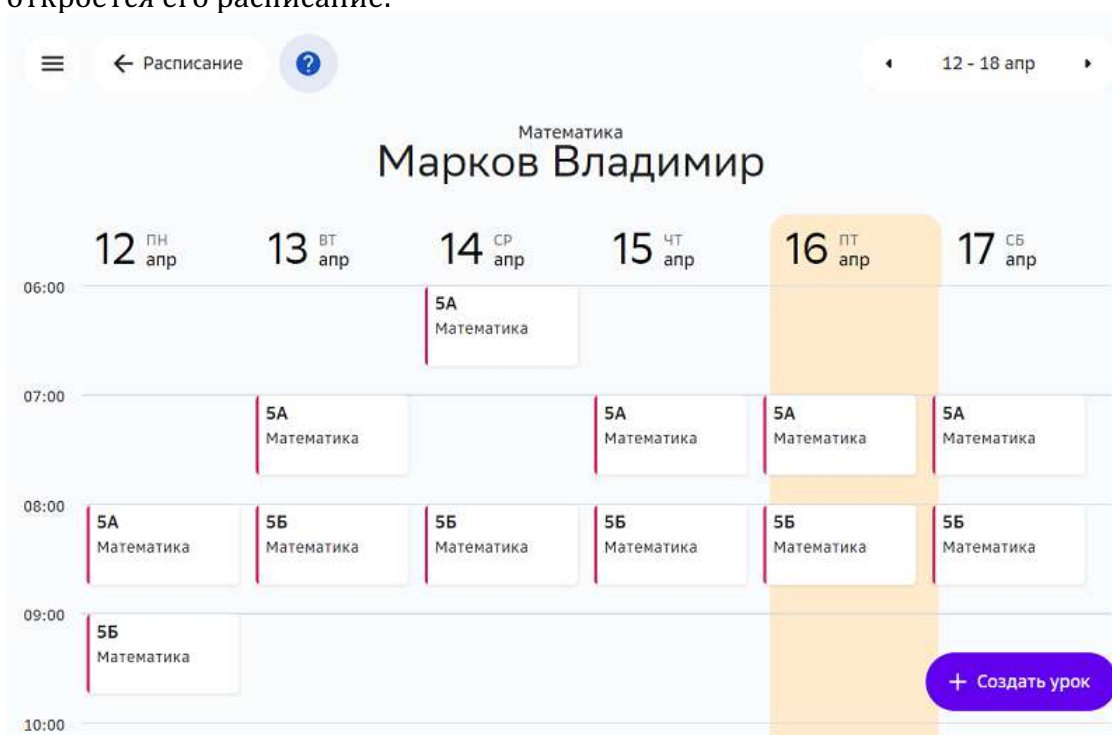 откроется его расписание.
Расписание
?
12 - 18 апр
Математика
Марков Владимир
12 ПН апр
13 ВТ апр
14 СР апр
15 ЧТ апр
16 ПТ апр
17 СБ апр
06:00
5А
Математика
07:00
5А
Математика
5А
Математика
5А
Математика
5А
Математика
08:00
5А
Математика
5Б
Математика
5Б
Математика
5Б
Математика
5Б
Математика
5Б
Математика
09:00
5Б
Математика
+ Создать урок
10:00